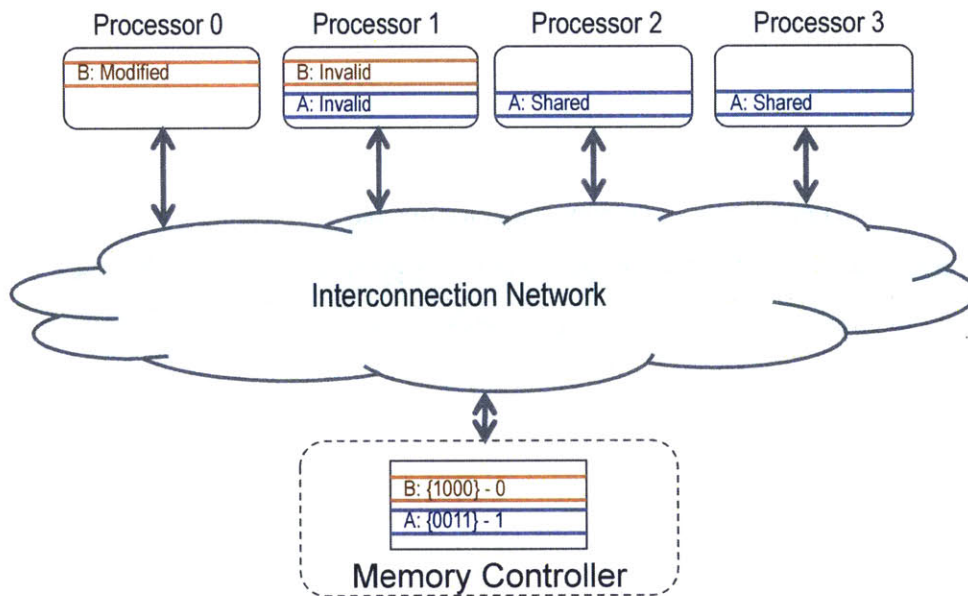 Processor 0
Processor 1
Processor 2
Processor 3
B: Modified
B: Invalid
A: Invalid
A: Shared
A: Shared
Interconnection Network
B: {1000} - 0
A: {0011} - 1
Memory Controller